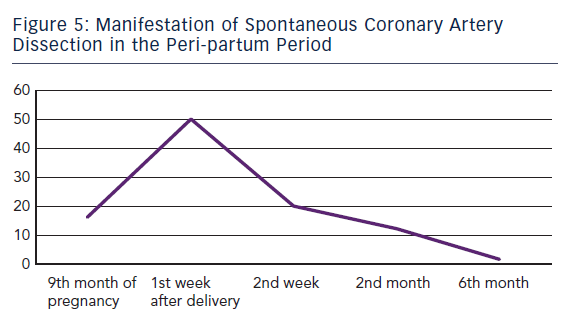 Figure 5: Manifestation of Spontaneous Coronary Artery
Dissection in the Peri-partum Period
60
50
40
30
20
10
0
9th month of pregnancy
1st week after delivery
2nd week
2nd month
6th month